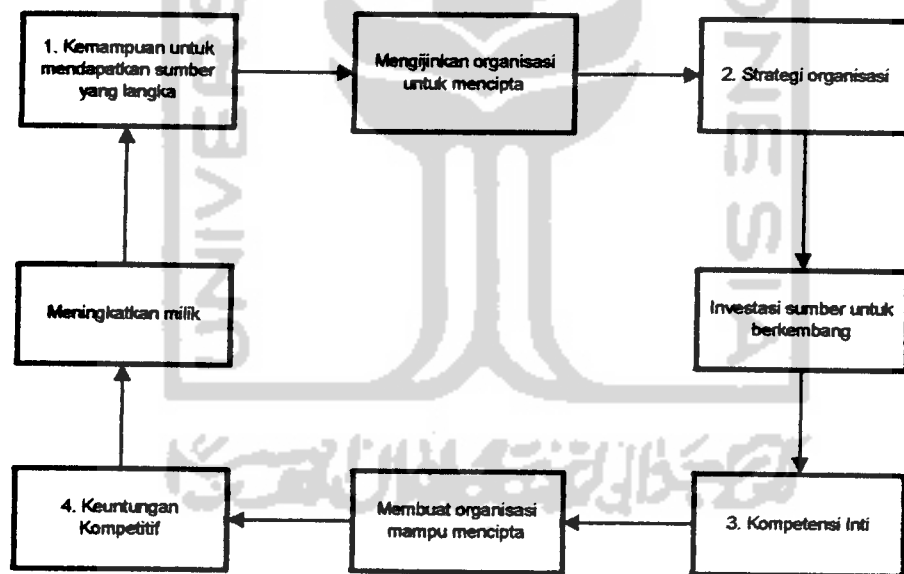 1. Kemampuan untuk
mendapatkan sumber
yang langka
Mengijinkan organisasi
untuk mencipta
2. Strategi organisasi
Meningkatkan milik
Investasi sumber untuk
berkembang
4. Keuntungan
Kompetitif
Membuat organisasi
mampu mencipta
3. Kompetensi Inti